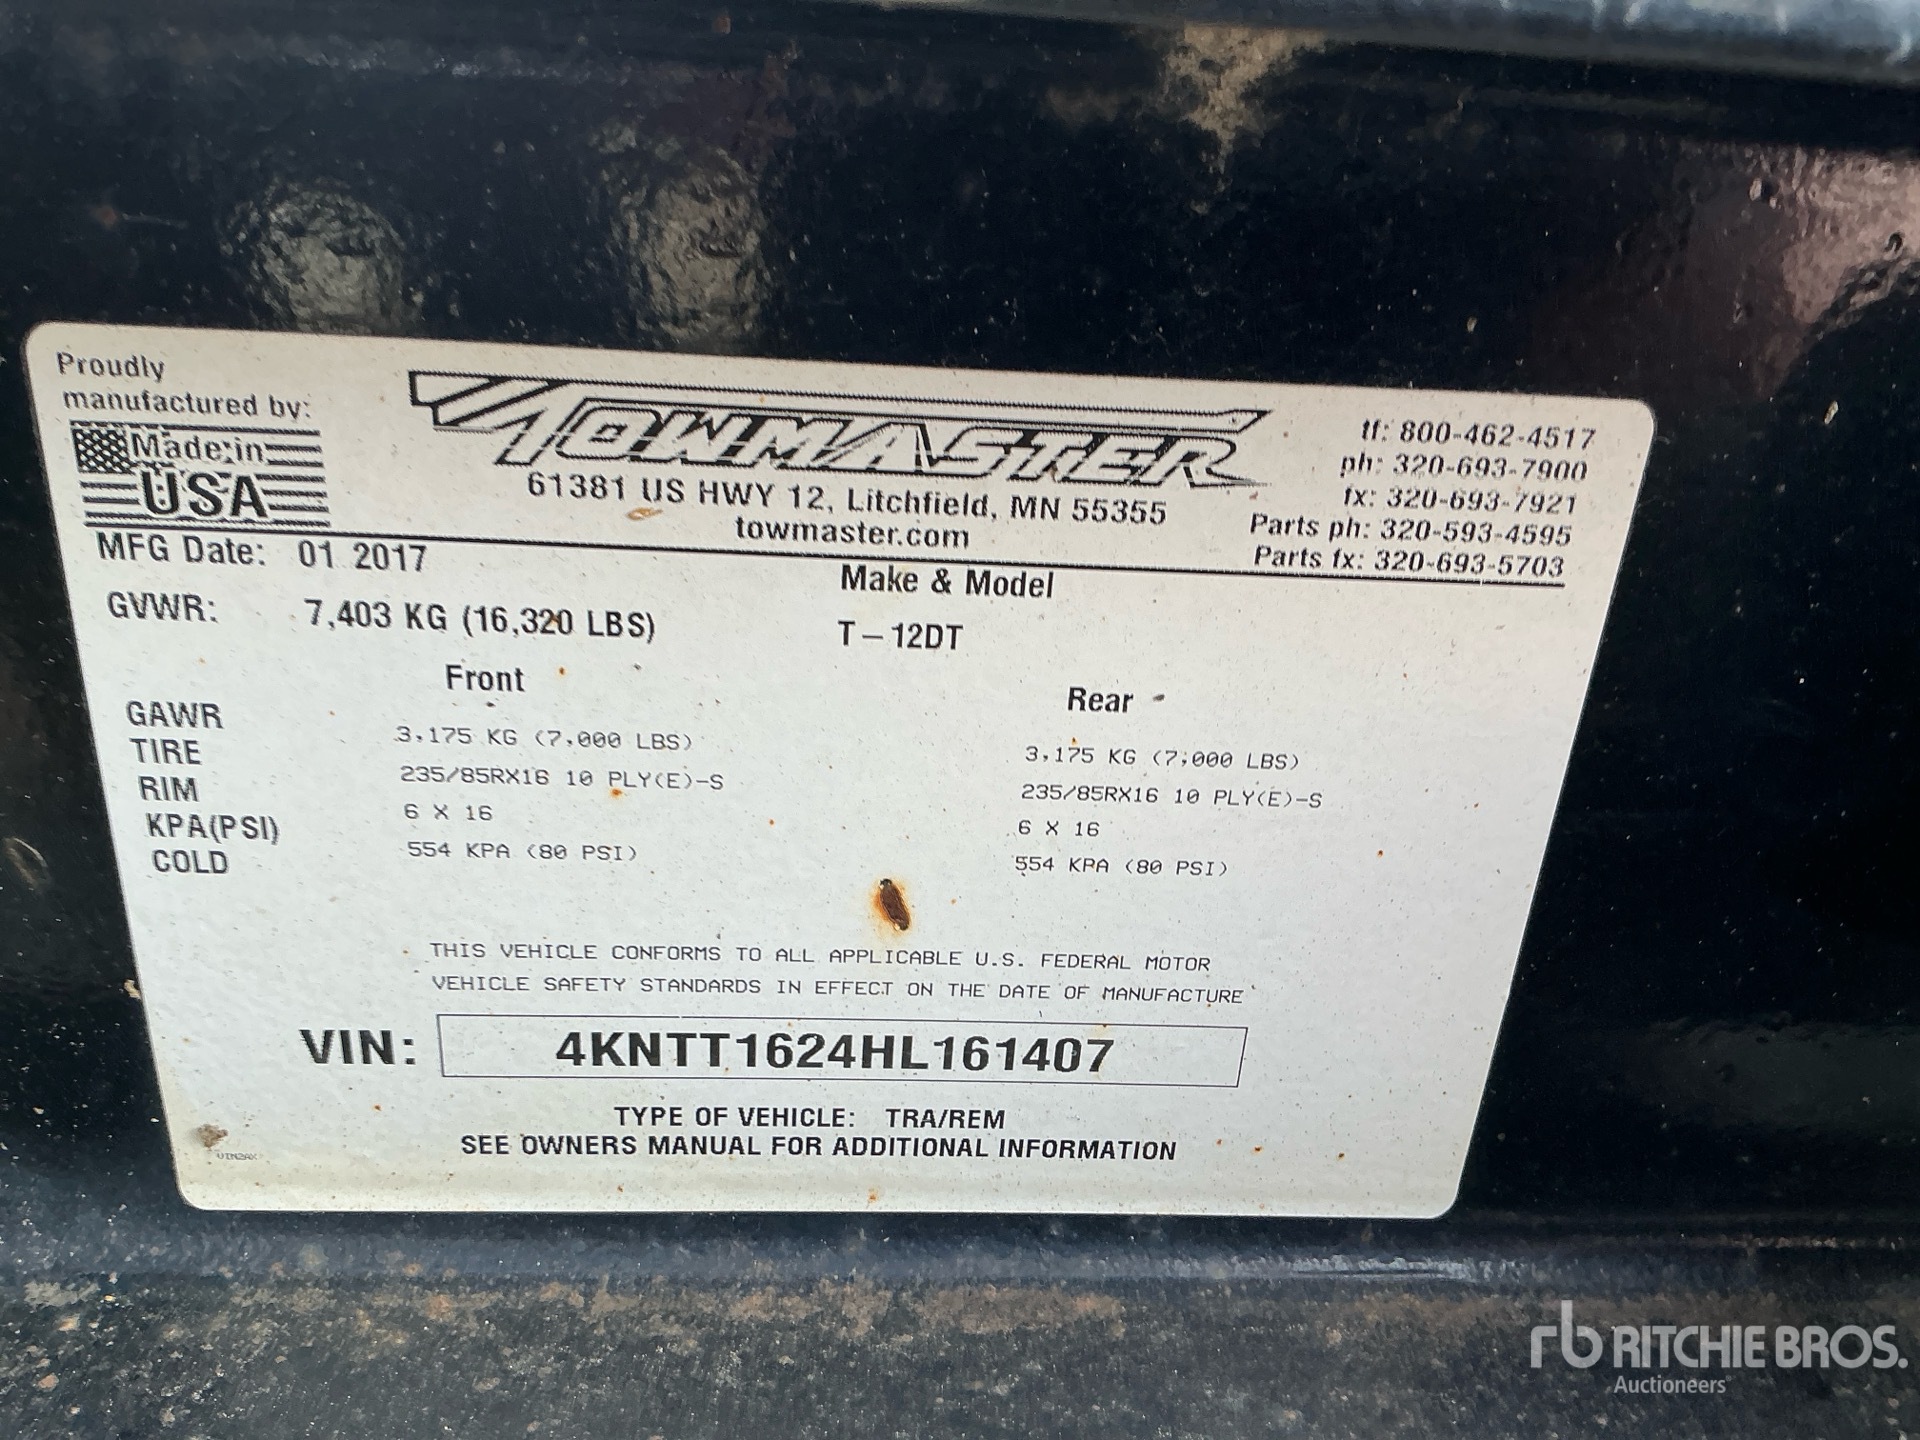 Proudly
manufactured by:
Made in
USA
TOWMASTER
61381 US HWY 12, Litchfield, MN 55355
towmaster.com
tf: 800-462-4517
ph: 320-693-7900
fx: 320-693-7921
Parts ph: 320-593-4595
Parts fx: 320-693-5703
MFG Date: 01 2017
Make & Model
GVWR: 7,403 KG (16,320 LBS) T-12DT
Front Rear
GAWR 3,175 KG (7,000 LBS) 3,175 KG (7,000 LBS)
TIRE 235/85RX16 10 PLY(E)-S 235/85RX16 10 PLY(E)-S
RIM 6 X 16 6 X 16
KPA(PSI) 554 KPA (80 PSI) 554 KPA (80 PSI)
COLD
THIS VEHICLE CONFORMS TO ALL APPLICABLE U.S. FEDERAL MOTOR
VEHICLE SAFETY STANDARDS IN EFFECT ON THE DATE OF MANUFACTURE
VIN: 4KNTT1624HL161407
TYPE OF VEHICLE: TRA/REM
SEE OWNERS MANUAL FOR ADDITIONAL INFORMATION
rb RITCHIE BROS.
Auctioneers